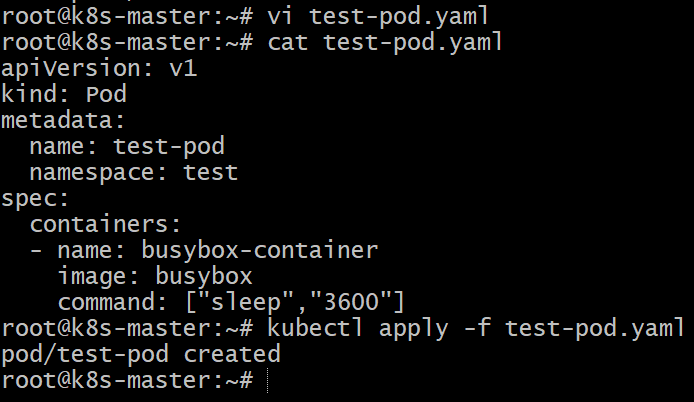 root@k8s-master:~# vi test-pod.yaml
root@k8s-master:~# cat test-pod.yaml
apiVersion: v1
kind: Pod
metadata:
  name: test-pod
  namespace: test
spec:
  containers:
  - name: busybox-container
    image: busybox
    command: ["sleep","3600"]
root@k8s-master:~# kubectl apply -f test-pod.yaml
pod/test-pod created
root@k8s-master:~#